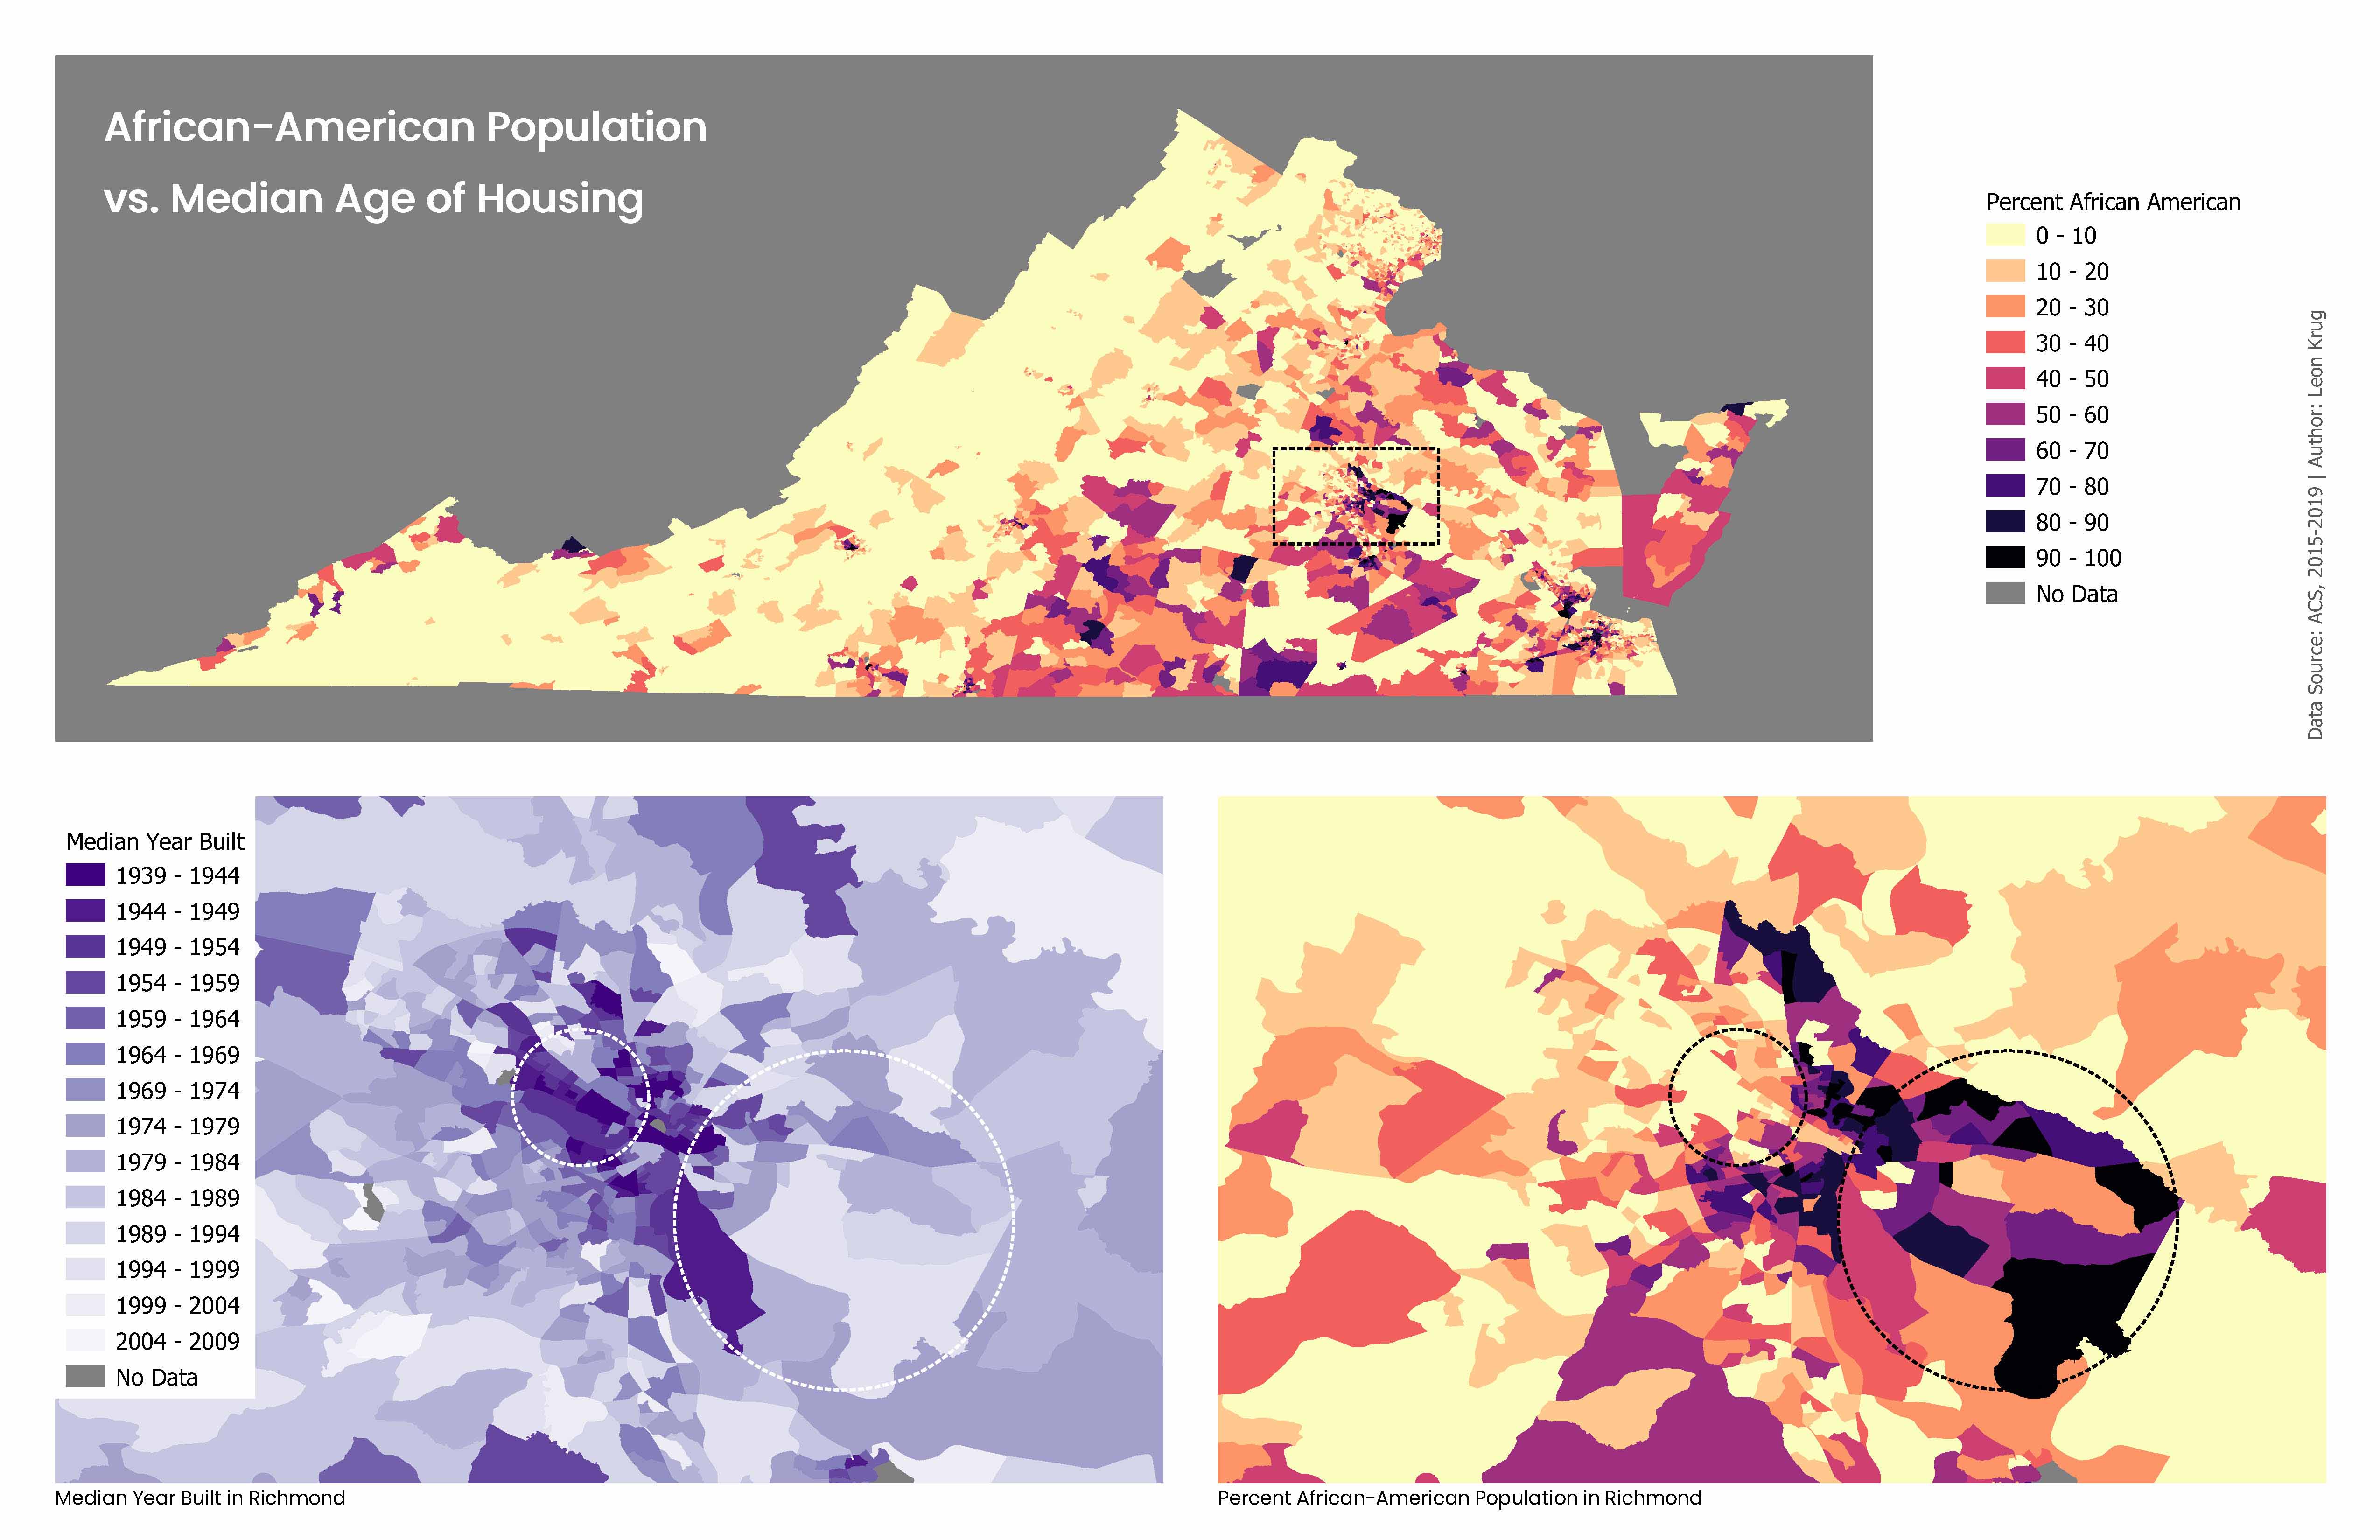 African-American Population
vs. Median Age of Housing
Percent African American
0 - 10
10 - 20
20 - 30
30 - 40
40 - 50
50 - 60
60 - 70
70 - 80
80 - 90
90 - 100
No Data
Data Source: ACS, 2015-2019 | Author: Leon Krug
Median Year Built
1939 - 1944
1944 - 1949
1949 - 1954
1954 - 1959
1959 - 1964
1964 - 1969
1969 - 1974
1974 - 1979
1979 - 1984
1984 - 1989
1989 - 1994
1994 - 1999
1999 - 2004
2004 - 2009
No Data
Median Year Built in Richmond
Percent African-American Population in Richmond